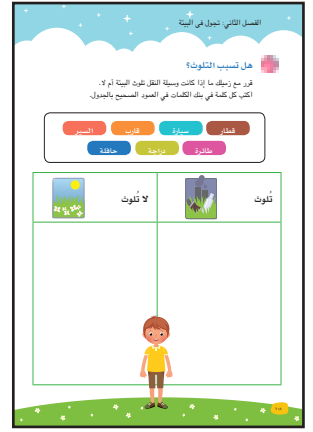 الفصل الثاني: تجول في البيئة
هل تسبب التلوث؟
قرر مع زميلك ما إذا كانت وسيلة النقل تلوث البيئة أم لا.
اكتب كل كلمة في بنك الكلمات في العمود الصحيح بالجدول.
قطار سيارة قارب السير
طائرة دراجة حافلة
تُلوث لا تُلوث